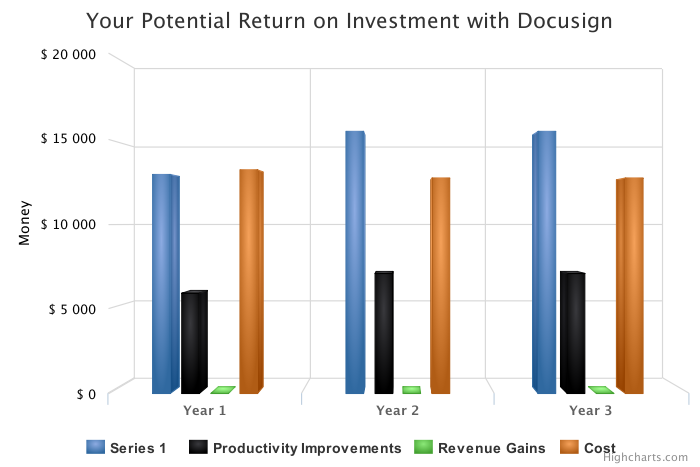 Your Potential Return on Investment with Docusign
$ 20 000
$ 15 000
$ 10 000
$ 5 000
$ 0
Money
Year 1 Year 2 Year 3
Series 1 Productivity Improvements Revenue Gains Cost
Highcharts.com